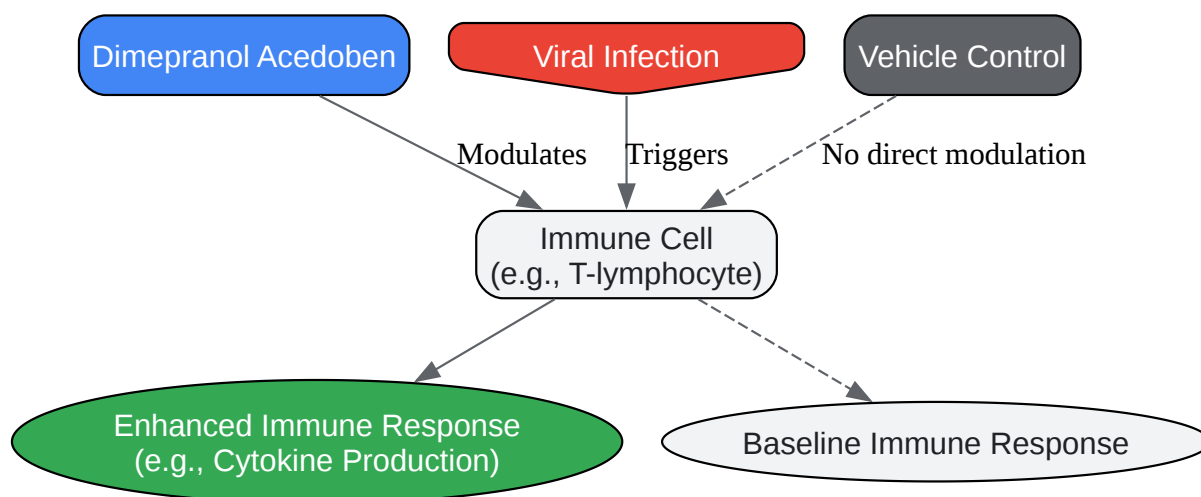 Dimepranol Acedoben
Viral Infection
Vehicle Control
Modulates
Triggers
No direct modulation
Immune Cell
(e.g., T-lymphocyte)
Enhanced Immune Response
(e.g., Cytokine Production)
Baseline Immune Response